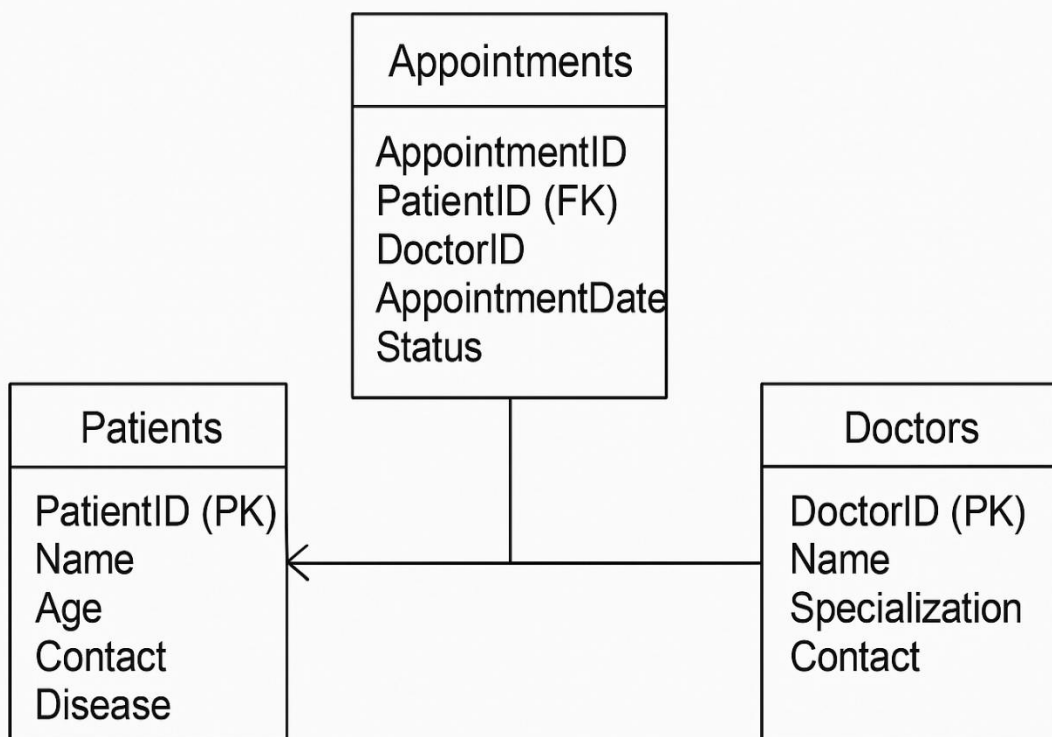 Appointments
AppointmentID
PatientID (FK)
DoctorID
AppointmentDate
Status
Patients
PatientID (PK)
Name
Age
Contact
Disease
Doctors
DoctorID (PK)
Name
Specialization
Contact